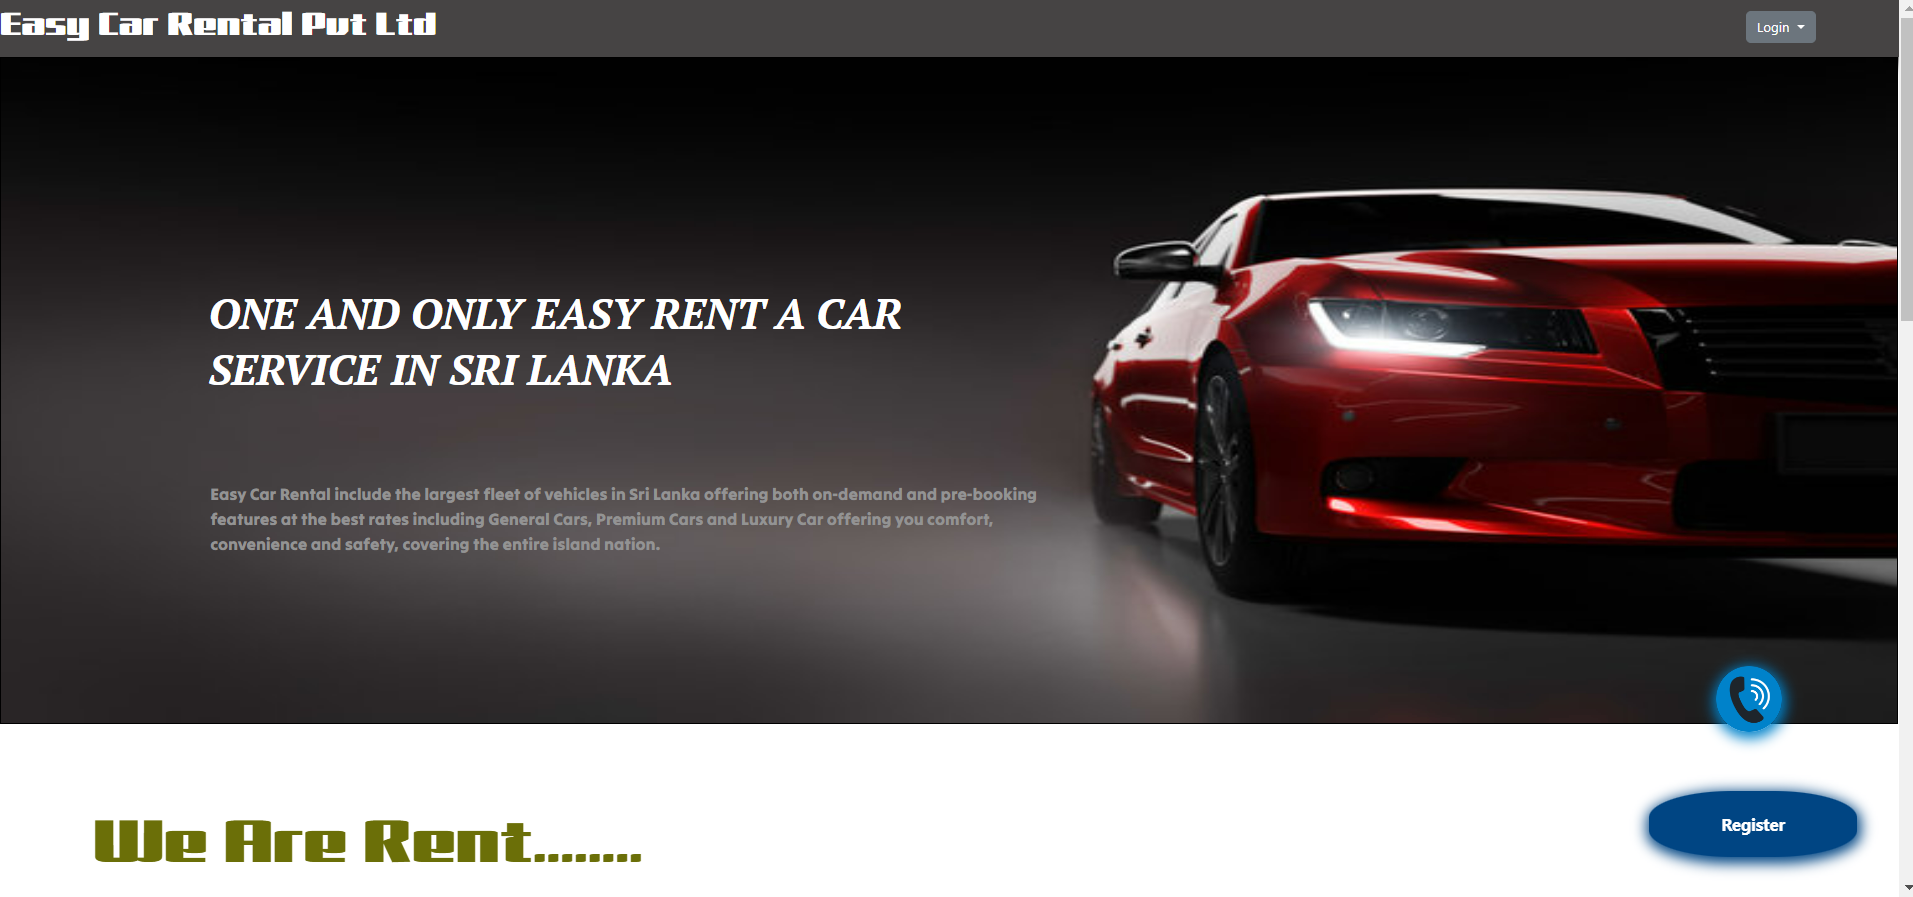 Easy Car Rental Pvt Ltd
Login
ONE AND ONLY EASY RENT A CAR
SERVICE IN SRI LANKA
Easy Car Rental include the largest fleet of vehicles in Sri Lanka offering both on-demand and pre-booking
features at the best rates including General Cars, Premium Cars and Luxury Car offering you comfort,
convenience and safety, covering the entire island nation.
We Are Rent........
Register